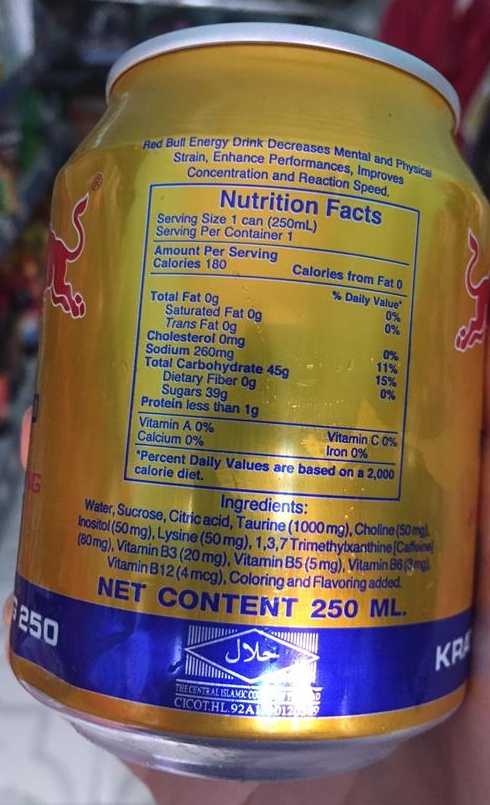 Red Bull Energy Drink Decreases Mental and Physical
Strain, Enhance Performances, Improves
Concentration and Reaction Speed.
Nutrition Facts
Serving Size 1 can (250mL)
Serving Per Container 1
Amount Per Serving
Calories 180 Calories from Fat 0
% Daily Value*
Total Fat 0g 0%
Saturated Fat 0g 0%
Trans Fat 0g
Cholesterol 0mg 0%
Sodium 260mg 11%
Total Carbohydrate 45g 15%
Dietary Fiber 0g 0%
Sugars 39g
Protein less than 1g
Vitamin A 0% Vitamin C 0%
Calcium 0% Iron 0%
*Percent Daily Values are based on a 2,000
calorie diet.
Ingredients:
Water, Sucrose, Citric acid, Taurine (1000 mg), Choline (50 mg),
Inositol (50 mg), Lysine (50 mg), 1,3,7 Trimethylxanthine [Caffeine]
(80 mg), Vitamin B3 (20 mg), Vitamin B5 (5 mg), Vitamin B6
Vitamin B12 (4 mcg), Coloring and Flavoring added.
NET CONTENT 250 ML.
250
KRA
حلال
THE CENTRAL ISLAMIC
CICOT.HL.
®